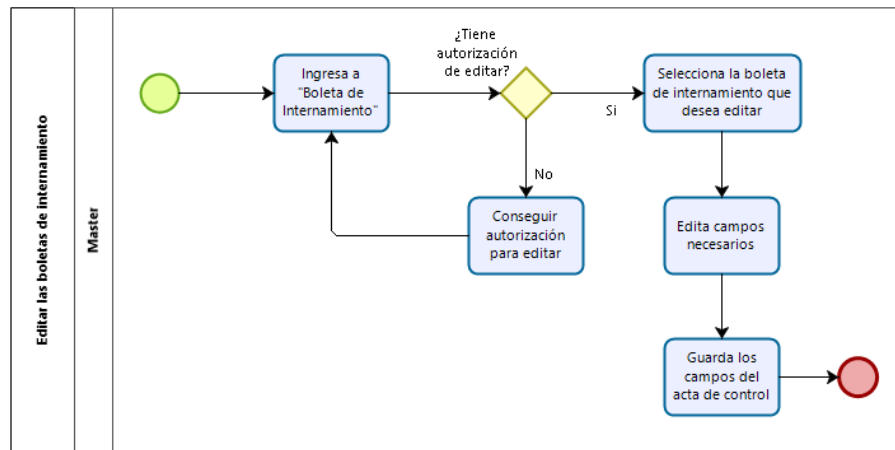 Editar las boletas de internamiento
Master
Ingresa a
"Boleta de
Internamiento"
¿Tiene
autorización
de editar?
Si
No
Selecciona la boleta
de internamiento que
desea editar
Conseguir
autorización
para editar
Edita campos
necesarios
Guarda los
campos del
acta de control